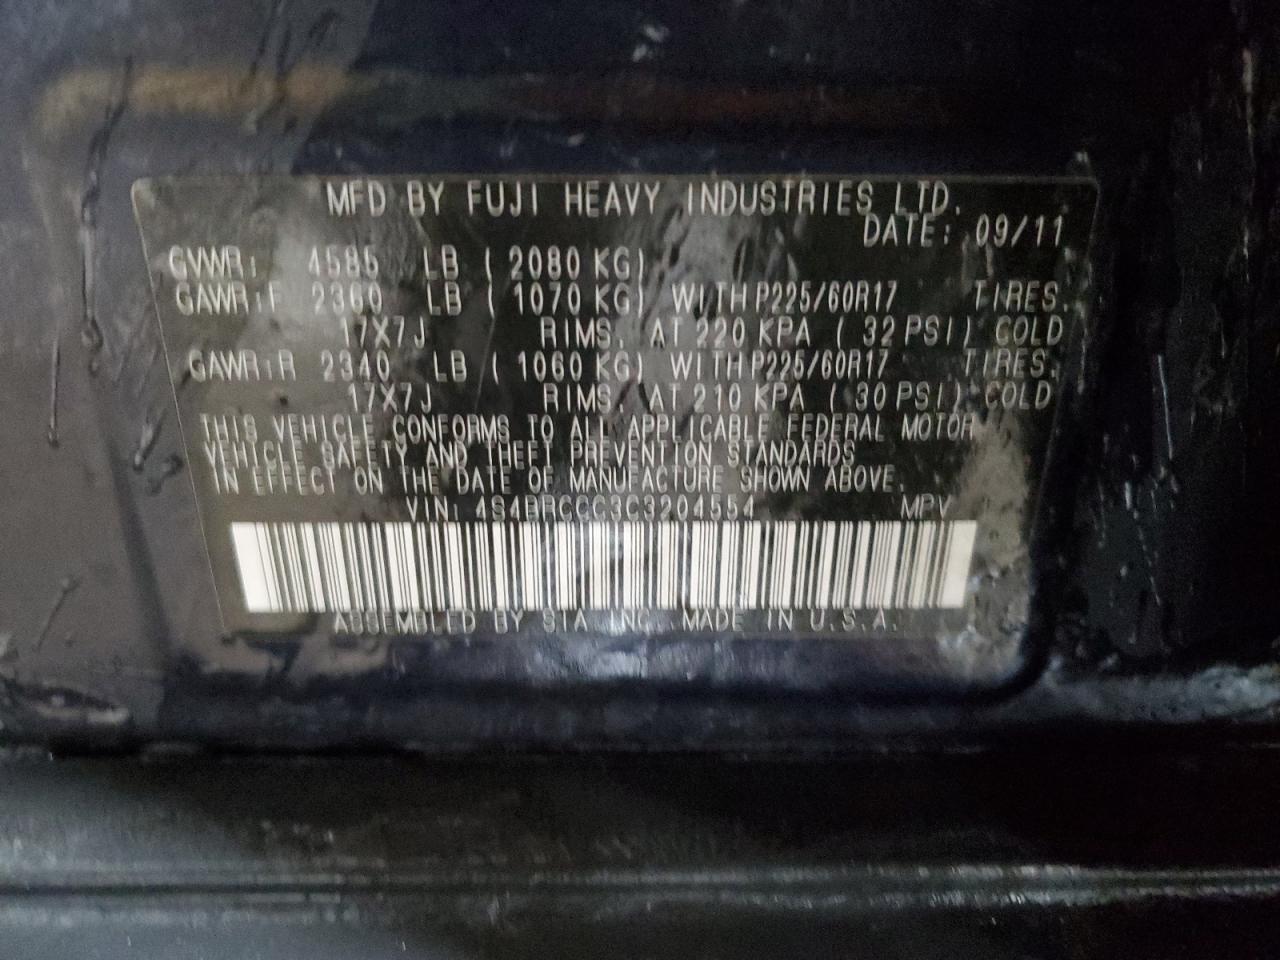 MFD BY FUJI HEAVY INDUSTRIES LTD.
DATE: 09/11
GVWR: 4585 LB ( 2080 KG)
GAWR:F 2360 LB ( 1070 KG) WITH P225/60R17 TIRES.
17X7J RIMS. AT 220 KPA ( 32 PSI) COLD
GAWR:R 2340 LB ( 1060 KG) WITH P225/60R17 TIRES.
17X7J RIMS. AT 210 KPA ( 30 PSI) COLD
THIS VEHICLE CONFORMS TO ALL APPLICABLE FEDERAL MOTOR
VEHICLE SAFETY AND THEFT PREVENTION STANDARDS
IN EFFECT ON THE DATE OF MANUFACTURE SHOWN ABOVE.
VIN: 4S4BRCCC3C3204554 MPV
ASSEMBLED BY SIA INC. MADE IN U.S.A.